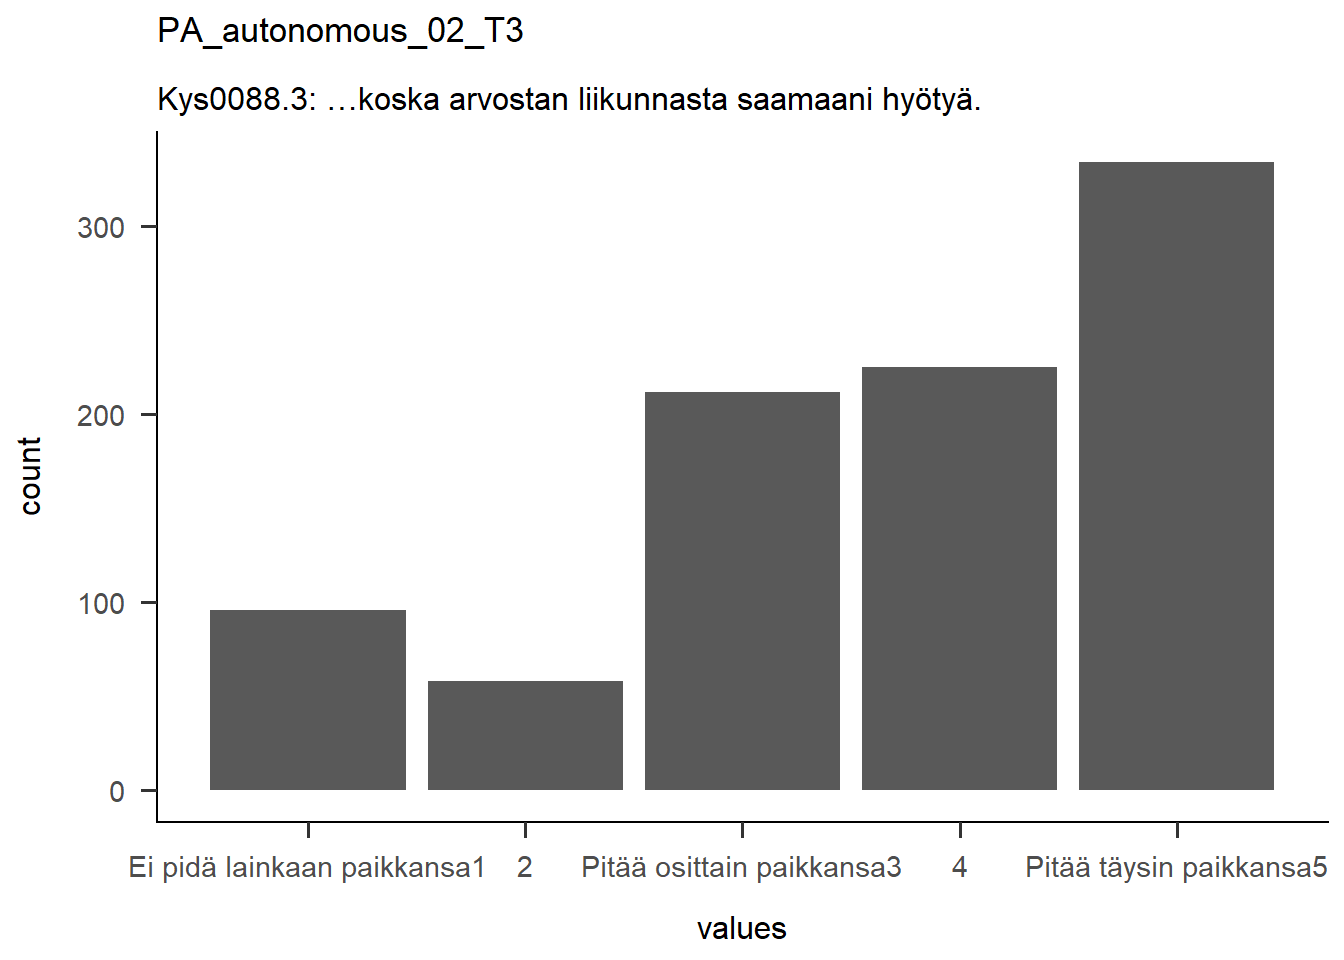 PA_autonomous_02_T3
Kys0088.3: …koska arvostan liikunnasta saamaani hyötyä.
300
200
100
0
count
Ei pidä lainkaan paikkansa1 2 Pitää osittain paikkansa3 4 Pitää täysin paikkansa5
values